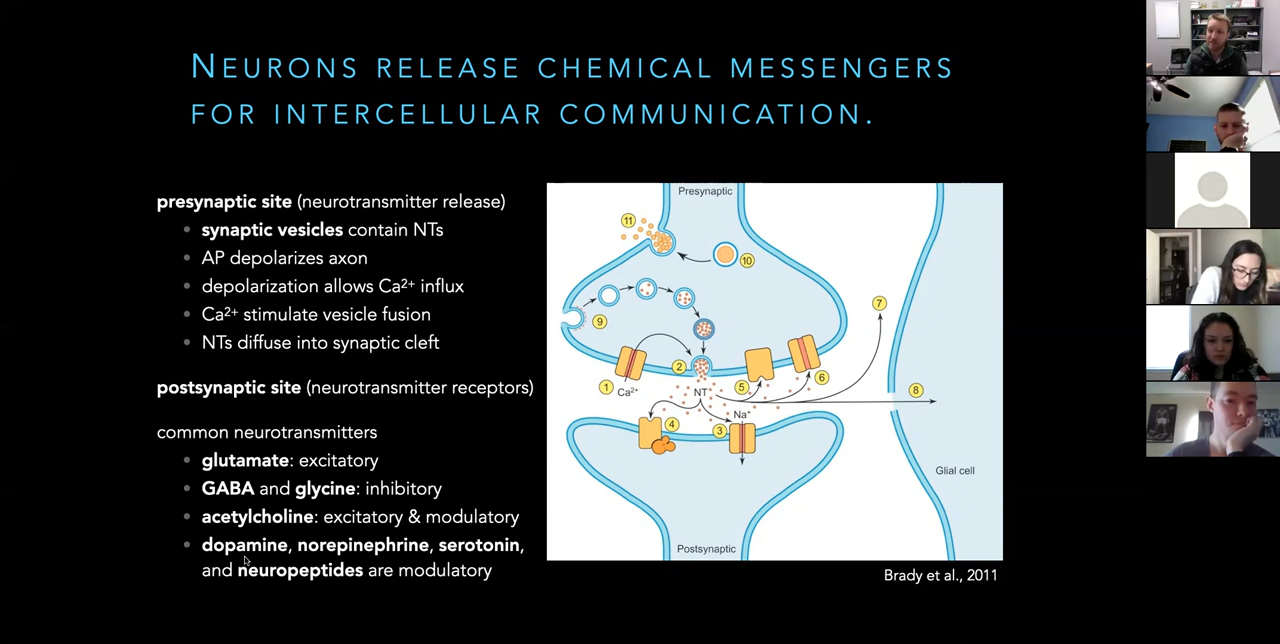 NEURONS RELEASE CHEMICAL MESSENGERS
FOR INTERCELLULAR COMMUNICATION.
presynaptic site (neurotransmitter release)
• synaptic vesicles contain NTs
• AP depolarizes axon
• depolarization allows Ca²⁺ influx
• Ca²⁺ stimulate vesicle fusion
• NTs diffuse into synaptic cleft
postsynaptic site (neurotransmitter receptors)
common neurotransmitters
• glutamate: excitatory
• GABA and glycine: inhibitory
• acetylcholine: excitatory & modulatory
• dopamine, norepinephrine, serotonin,
and neuropeptides are modulatory
Presynaptic
11
10
9
7
2
1
Ca²⁺
5
6
NT
8
4
3
Na⁺
Glial cell
Postsynaptic
Brady et al., 2011